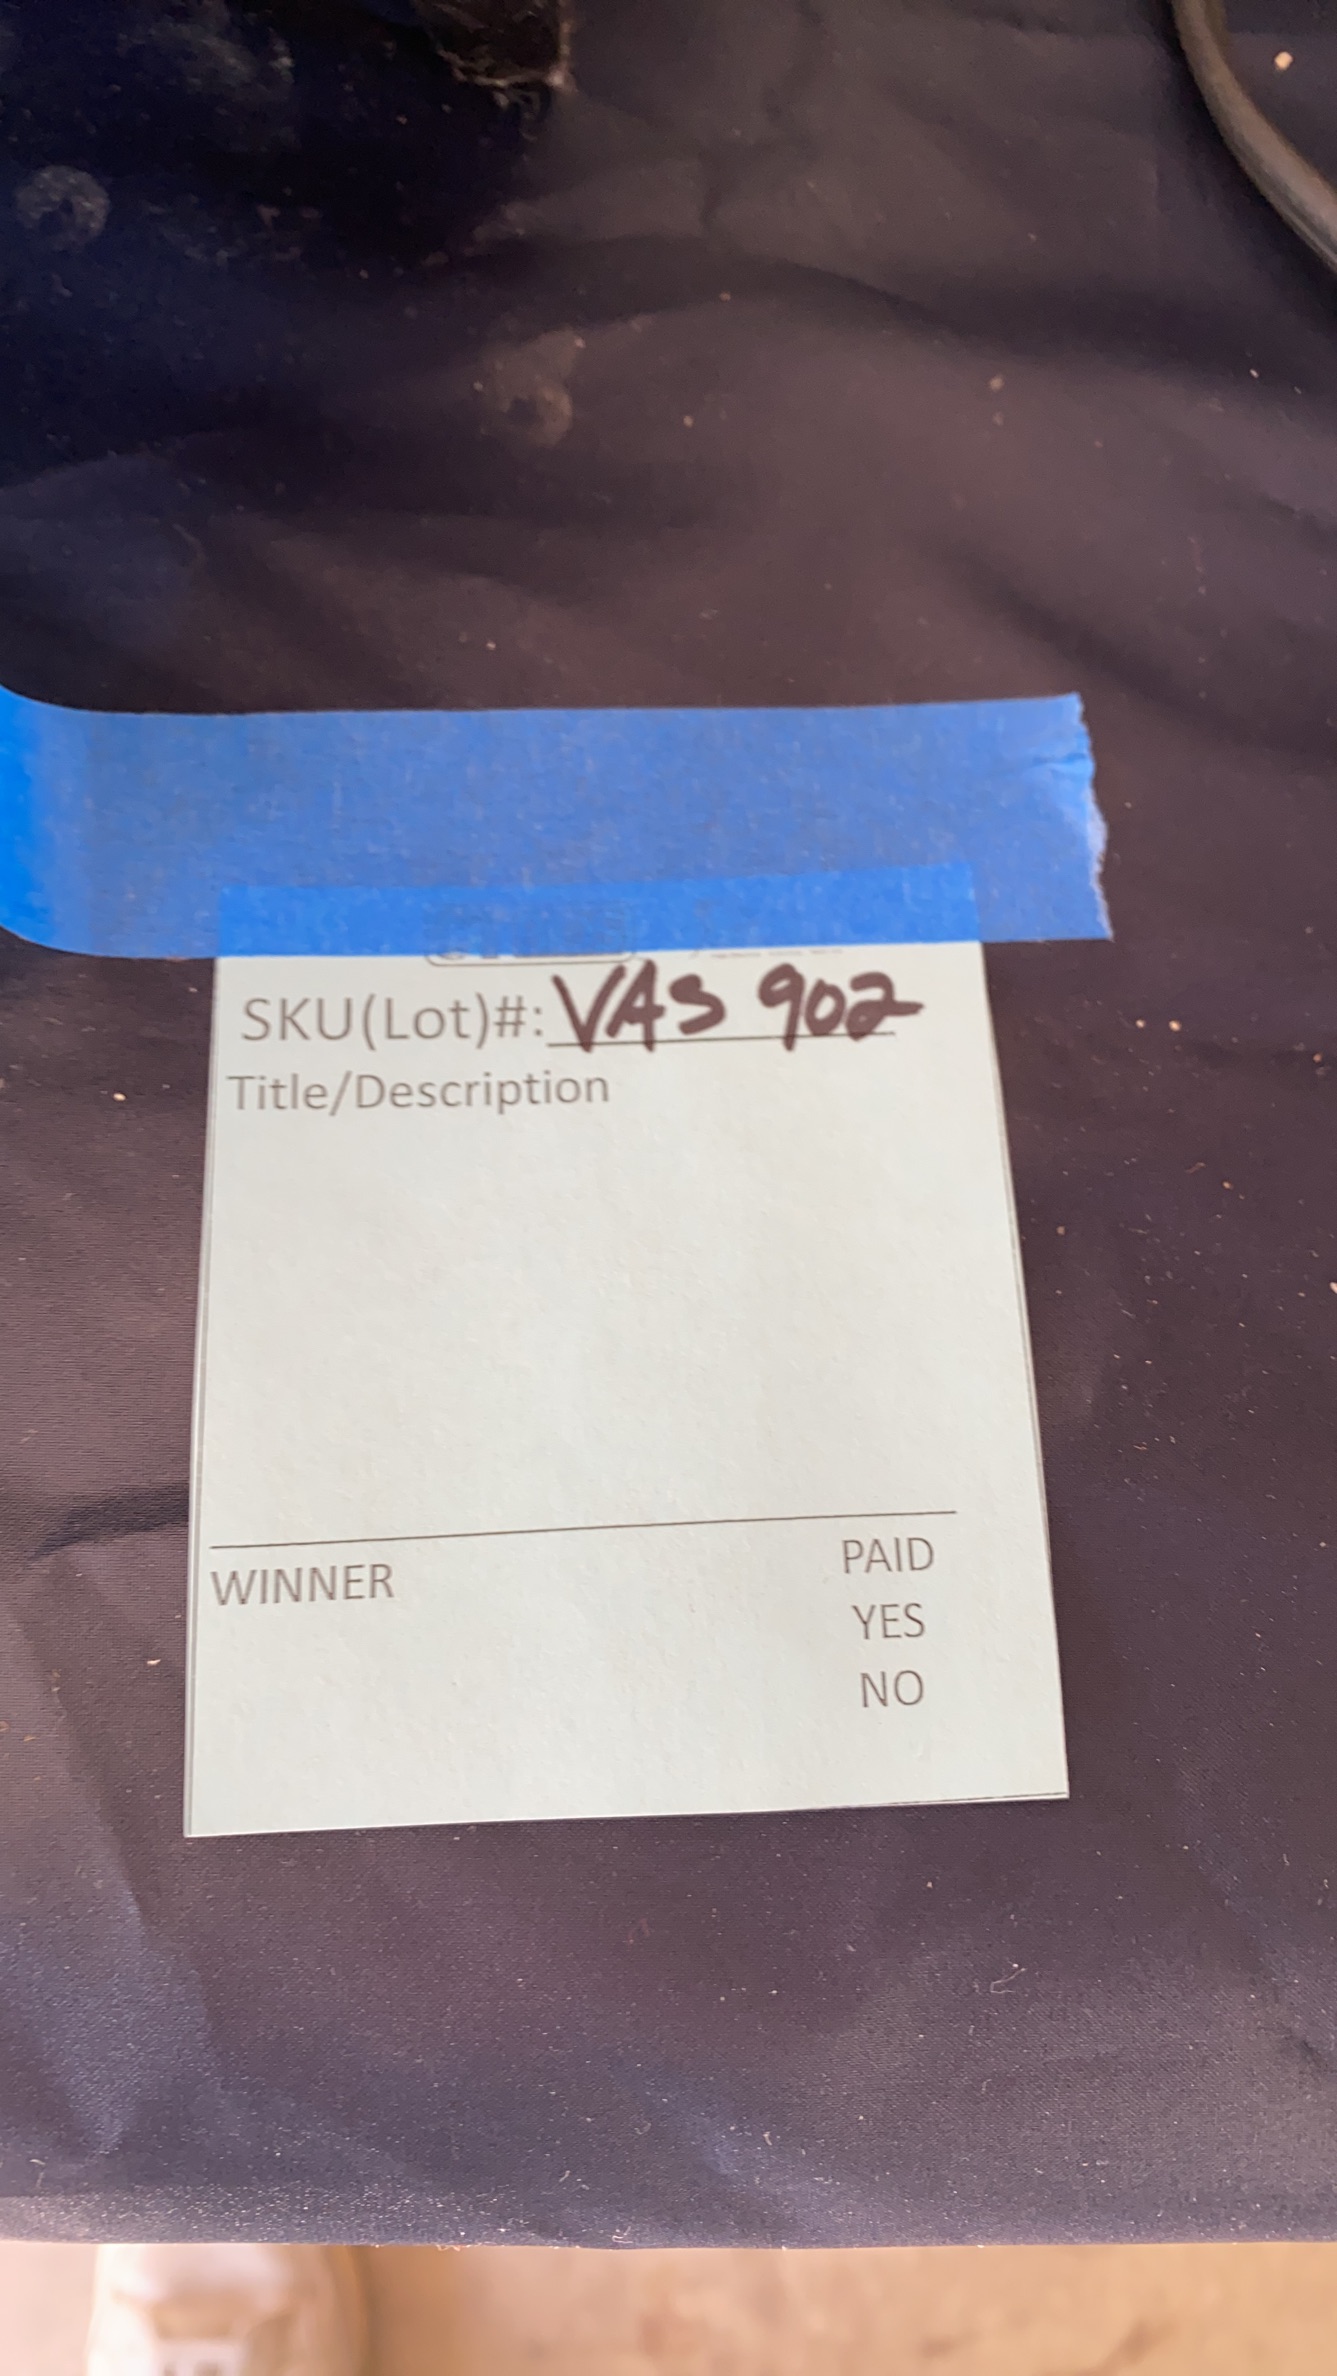 SKU(Lot)#: VAS 902
Title/Description
WINNER
PAID
YES
NO